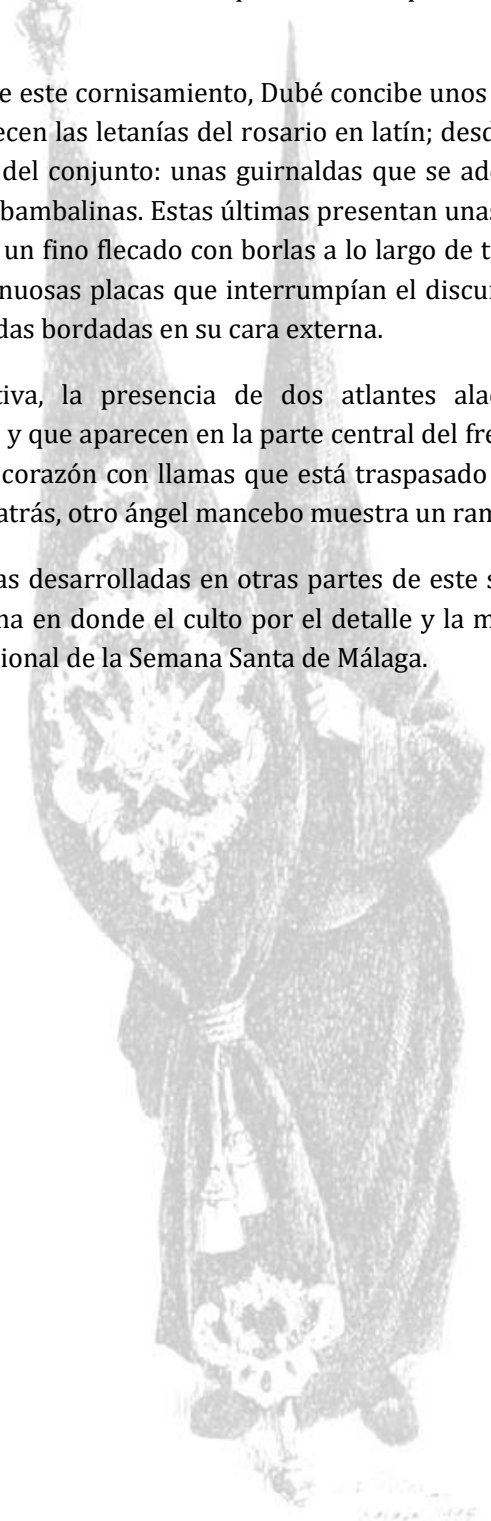 e este cornisamiento, Dubé concibe unos
ecen las letanías del rosario en latín; desd
del conjunto: unas guirnaldas que se ad
bambalinas. Estas últimas presentan unas
un fino flecado con borlas a lo largo de t
nuosas placas que interrumpían el discur
das bordadas en su cara externa.
tiva, la presencia de dos atlantes ala
y que aparecen en la parte central del fre
corazón con llamas que está traspasado
atrás, otro ángel mancebo muestra un ram
as desarrolladas en otras partes de este s
na en donde el culto por el detalle y la m
ional de la Semana Santa de Málaga.